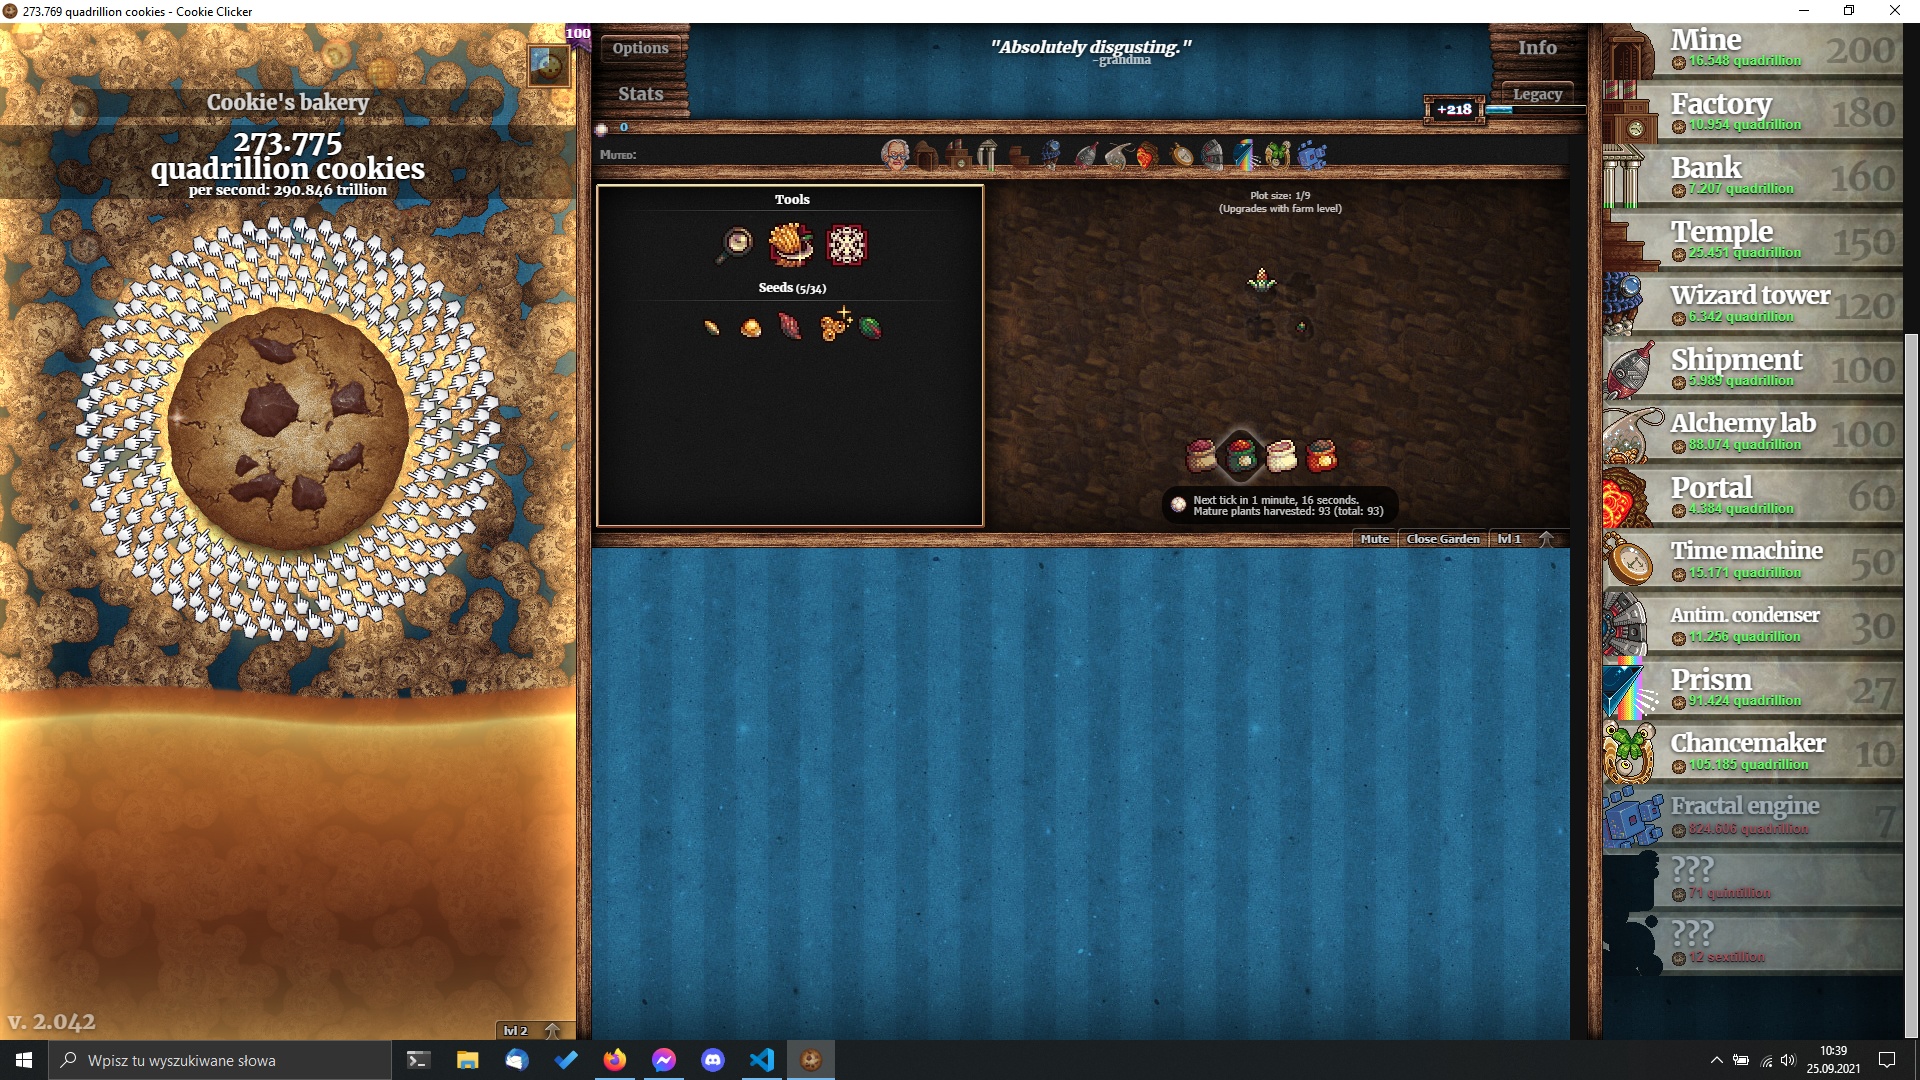 273.769 quadrillion cookies - Cookie Clicker
100
Options
Stats
"Absolutely disgusting."
-grandma
Info
Legacy
+218
Cookie's bakery
273.775
quadrillion cookies
per second: 290.846 trillion
0
Muted:
Tools
Seeds (5/34)
Plot size: 1/9
(Upgrades with farm level)
Next tick in 1 minute, 16 seconds.
Mature plants harvested: 93 (total: 93)
Mute
Close Garden
lvl 1
Mine
16.548 quadrillion
200
Factory
10.954 quadrillion
180
Bank
7.207 quadrillion
160
Temple
25.451 quadrillion
150
Wizard tower
6.342 quadrillion
120
Shipment
5.989 quadrillion
100
Alchemy lab
88.074 quadrillion
100
Portal
4.384 quadrillion
60
Time machine
15.171 quadrillion
50
Antim. condenser
11.256 quadrillion
30
Prism
91.424 quadrillion
27
Chancemaker
105.185 quadrillion
10
Fractal engine
824.606 quadrillion
7
???
71 quintillion
???
12 sextillion
v. 2.042
lvl 2
Wpisz tu wyszukiwane słowa
10:39
25.09.2021